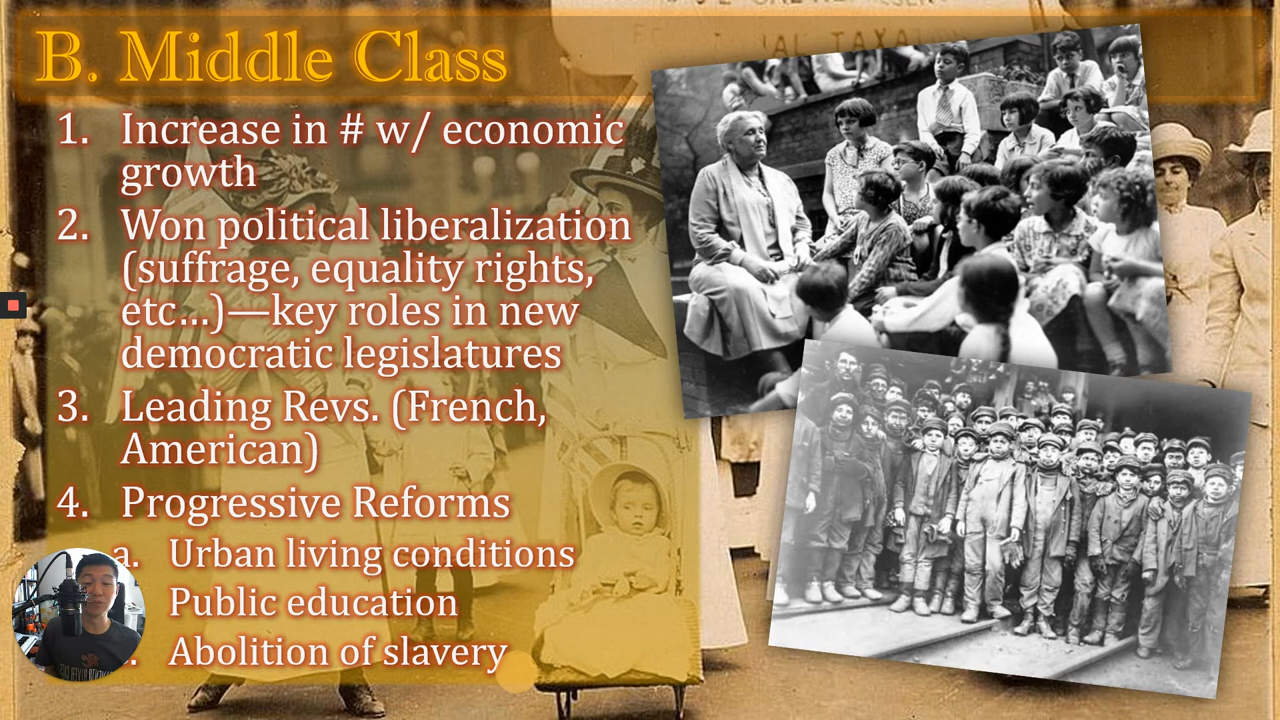 B. Middle Class
1. Increase in # w/ economic
growth
2. Won political liberalization
(suffrage, equality rights,
etc…)—key roles in new
democratic legislatures
3. Leading Revs. (French,
American)
4. Progressive Reforms
a. Urban living conditions
Public education
Abolition of slavery